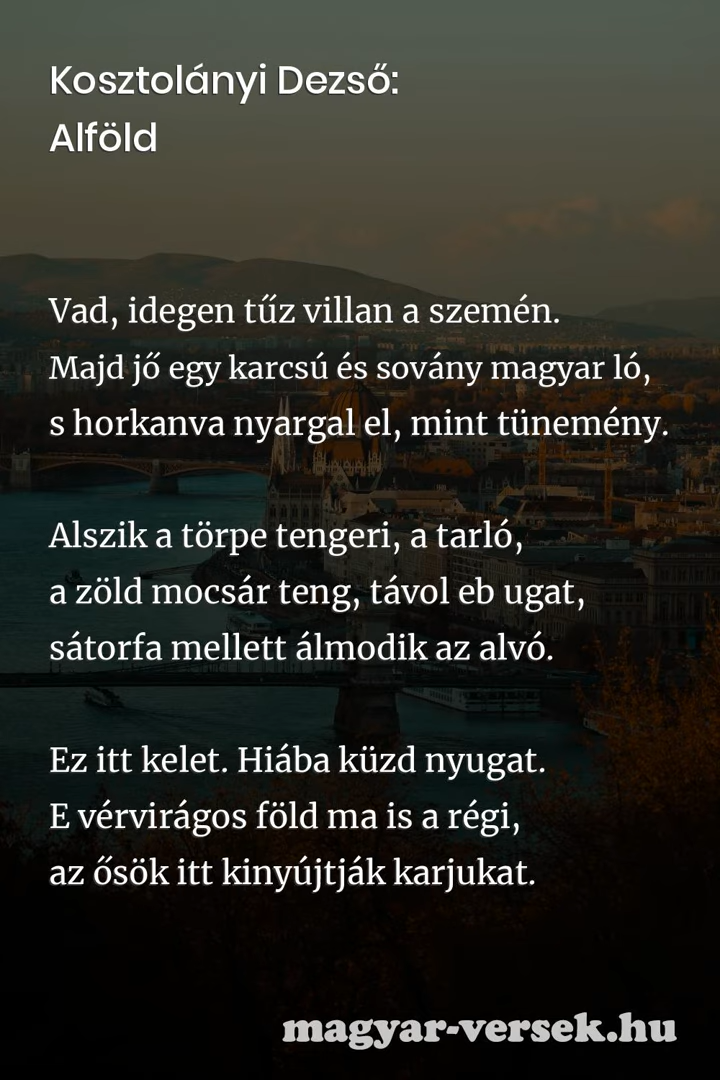 Kosztolányi Dezső:
Alföld
Vad, idegen tűz villan a szemén.
Majd jő egy karcsú és sovány magyar ló,
s horkanva nyargal el, mint tünemény.
Alszik a törpe tengeri, a tarló,
a zöld mocsár teng, távol eb ugat,
sátorfa mellett álmodik az alvó.
Ez itt kelet. Hiába küzd nyugat.
E vérvirágos föld ma is a régi,
az ősök itt kinyújtják karjukat.
magyar-versek.hu